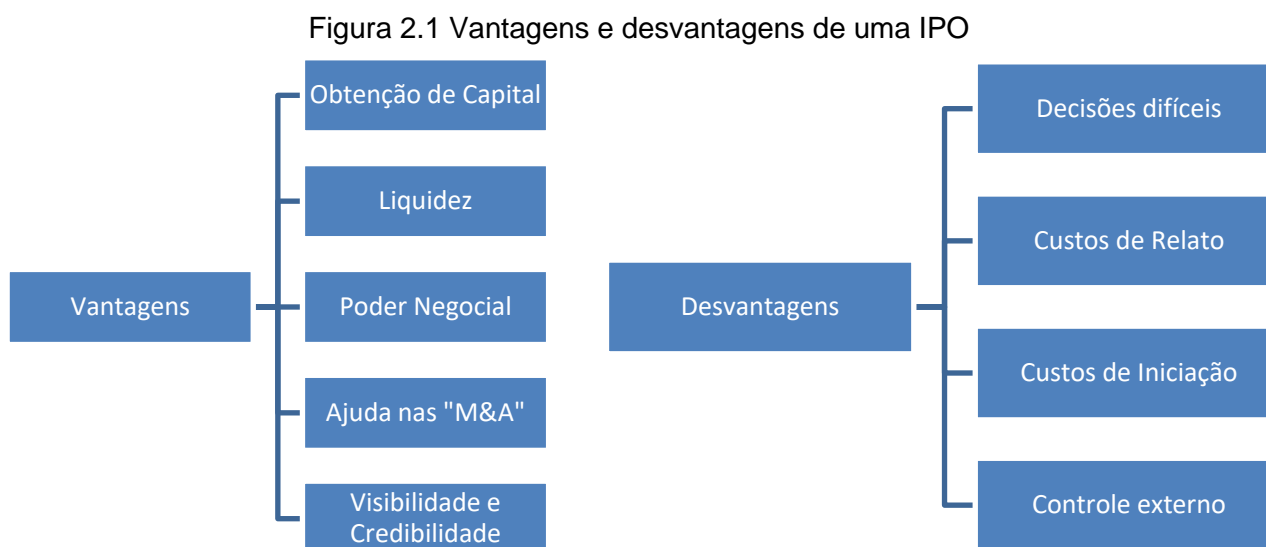 Figura 2.1 Vantagens e desvantagens de uma IPO
Vantagens
Obtenção de Capital
Liquidez
Poder Negocial
Ajuda nas "M&A"
Visibilidade e
Credibilidade
Desvantagens
Decisões difíceis
Custos de Relato
Custos de Iniciação
Controle externo